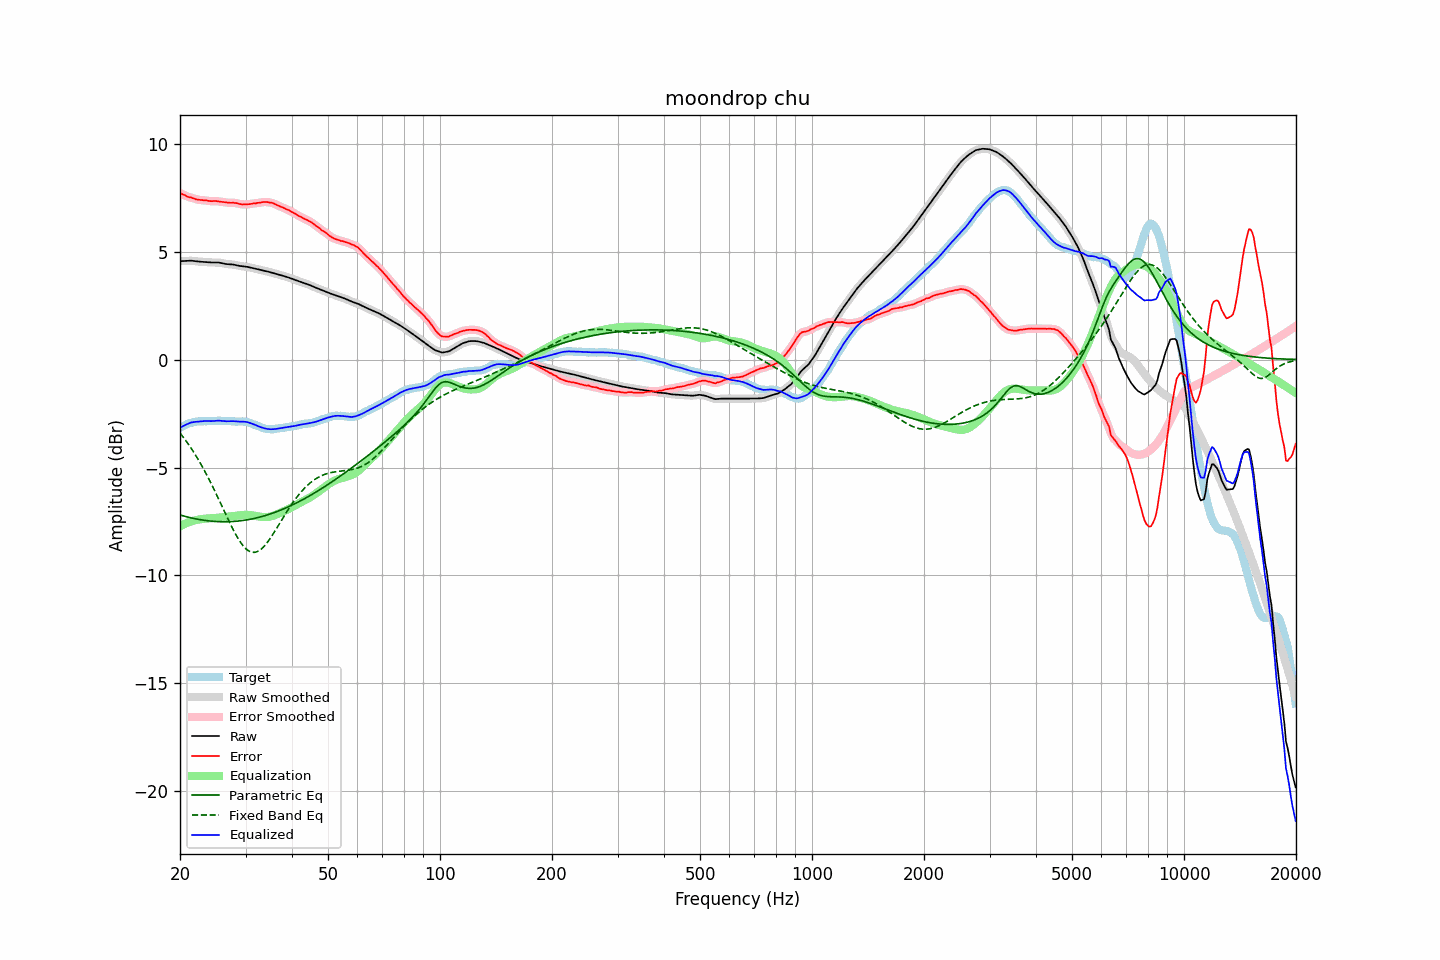 moondrop chu
10
5
0
−5
−10
−15
−20
Amplitude (dBr)
Target
Raw Smoothed
Error Smoothed
Raw
Error
Equalization
Parametric Eq
Fixed Band Eq
Equalized
20 50 100 200 500 1000 2000 5000 10000 20000
Frequency (Hz)